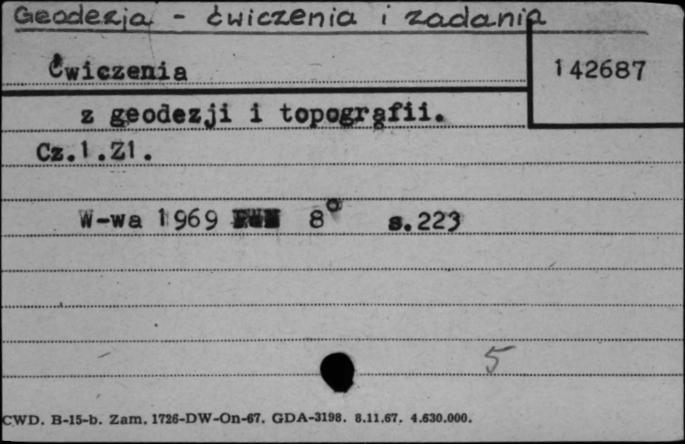 Geodezja - ćwiczenia i zadania
Ćwiczenia
142687
z geodezji i topografii.
Cz.1.Z1.
W-wa 1969 PWN 8° s.223
5
CWD. B-15-b. Zam. 1726-DW-On-67. GDA-3198. 8.11.67. 4.630.000.